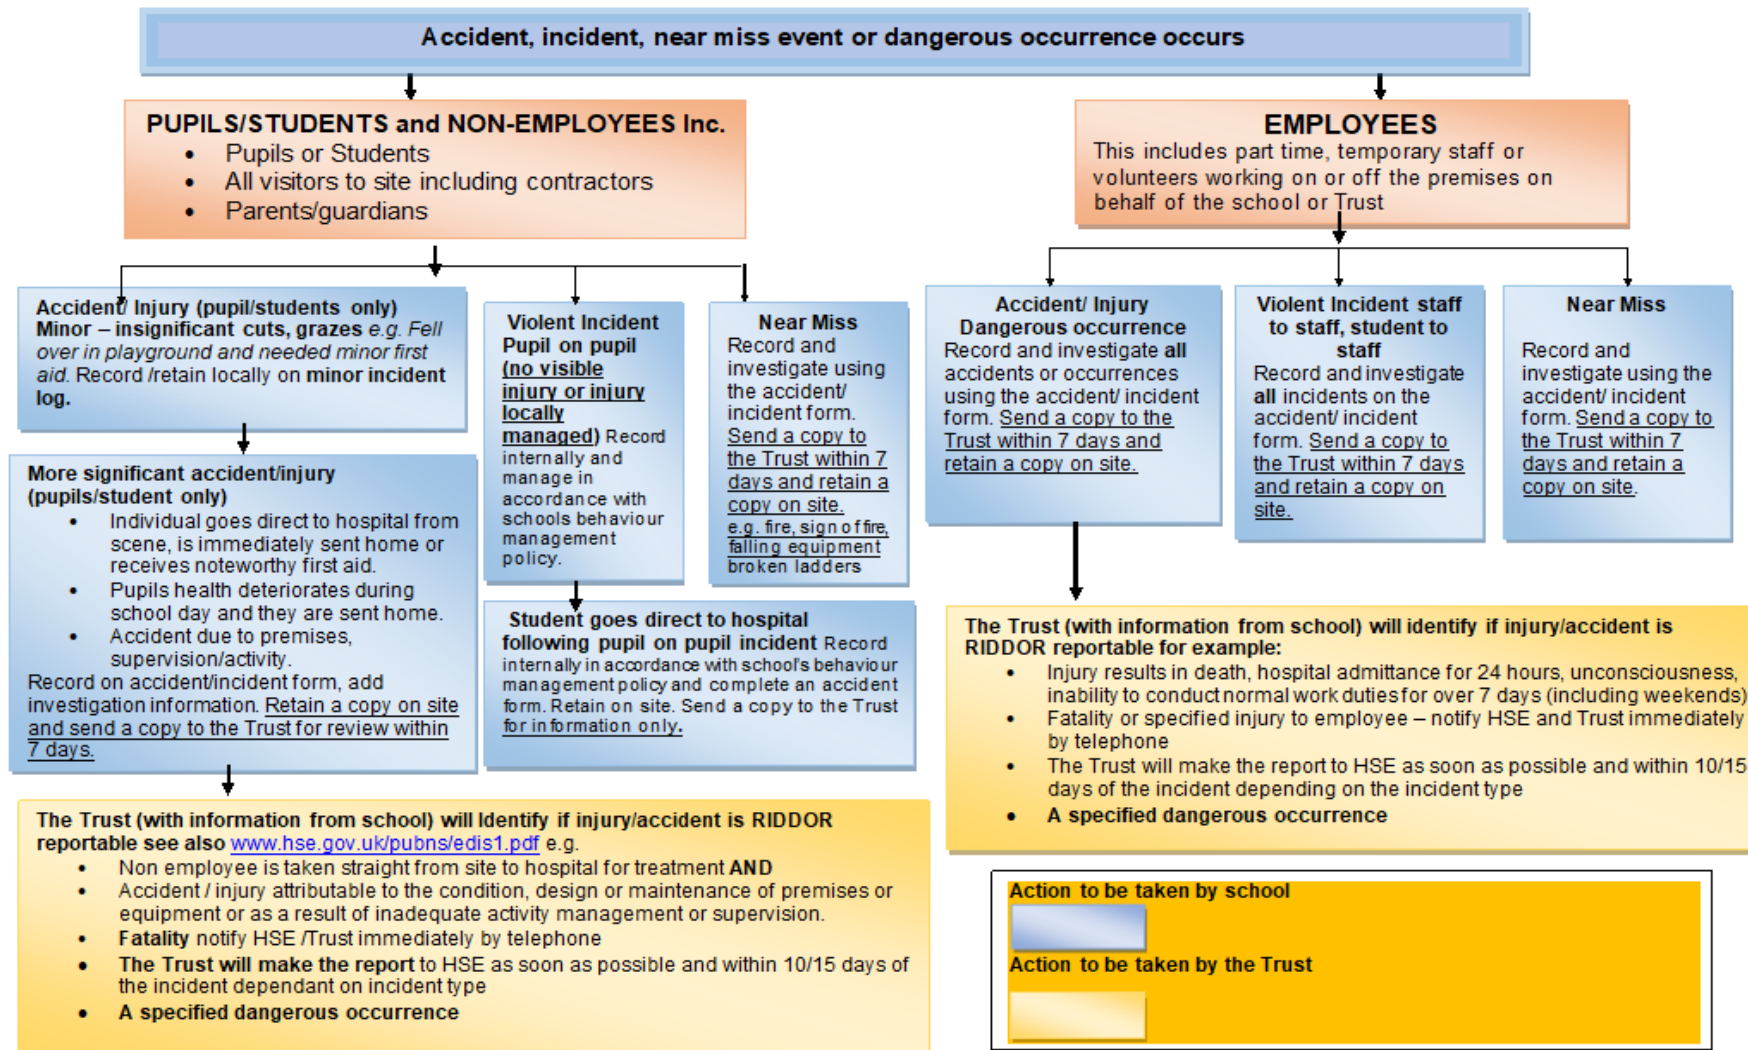 Accident, incident, near miss event or dangerous occurrence occurs
PUPILS/STUDENTS and NON-EMPLOYEES Inc.
• Pupils or Students
• All visitors to site including contractors
• Parents/guardians
EMPLOYEES
This includes part time, temporary staff or
volunteers working on or off the premises on
behalf of the school or Trust
Accident/ Injury (pupil/students only)
Minor – insignificant cuts, grazes e.g. Fell
over in playground and needed minor first
aid. Record /retain locally on minor incident
log.
More significant accident/injury
(pupils/student only)
• Individual goes direct to hospital from
scene, is immediately sent home or
receives noteworthy first aid.
• Pupils health deteriorates during
school day and they are sent home.
• Accident due to premises,
supervision/activity.
Record on accident/incident form, add
investigation information. Retain a copy on site
and send a copy to the Trust for review within
7 days.
Violent Incident
Pupil on pupil
(no visible
injury or injury
locally
managed) Record
internally and
manage in
accordance with
schools behaviour
management
policy.
Near Miss
Record and
investigate using
the accident/
incident form.
Send a copy to
the Trust within 7
days and retain a
copy on site.
e.g. fire, sign of fire,
falling equipment
broken ladders
Student goes direct to hospital
following pupil on pupil incident Record
internally in accordance with school's behaviour
management policy and complete an accident
form. Retain on site. Send a copy to the Trust
for information only.
Accident/ Injury
Dangerous occurrence
Record and investigate all
accidents or occurrences
using the accident/ incident
form. Send a copy to the
Trust within 7 days and
retain a copy on site.
Violent Incident staff
to staff, student to
staff
Record and investigate
all incidents on the
accident/ incident
form. Send a copy to
the Trust within 7 days
and retain a copy on
site.
Near Miss
Record and
investigate using the
accident/ incident
form. Send a copy to
the Trust within 7
days and retain a
copy on site.
The Trust (with information from school) will Identify if injury/accident is RIDDOR
reportable see also www.hse.gov.uk/pubns/edis1.pdf e.g.
• Non employee is taken straight from site to hospital for treatment AND
• Accident / injury attributable to the condition, design or maintenance of premises or
equipment or as a result of inadequate activity management or supervision.
• Fatality notify HSE /Trust immediately by telephone
• The Trust will make the report to HSE as soon as possible and within 10/15 days of
the incident dependant on incident type
• A specified dangerous occurrence
The Trust (with information from school) will identify if injury/accident is
RIDDOR reportable for example:
• Injury results in death, hospital admittance for 24 hours, unconsciousness,
inability to conduct normal work duties for over 7 days (including weekends)
• Fatality or specified injury to employee – notify HSE and Trust immediately
by telephone
• The Trust will make the report to HSE as soon as possible and within 10/15
days of the incident depending on the incident type
• A specified dangerous occurrence
Action to be taken by school
Action to be taken by the Trust